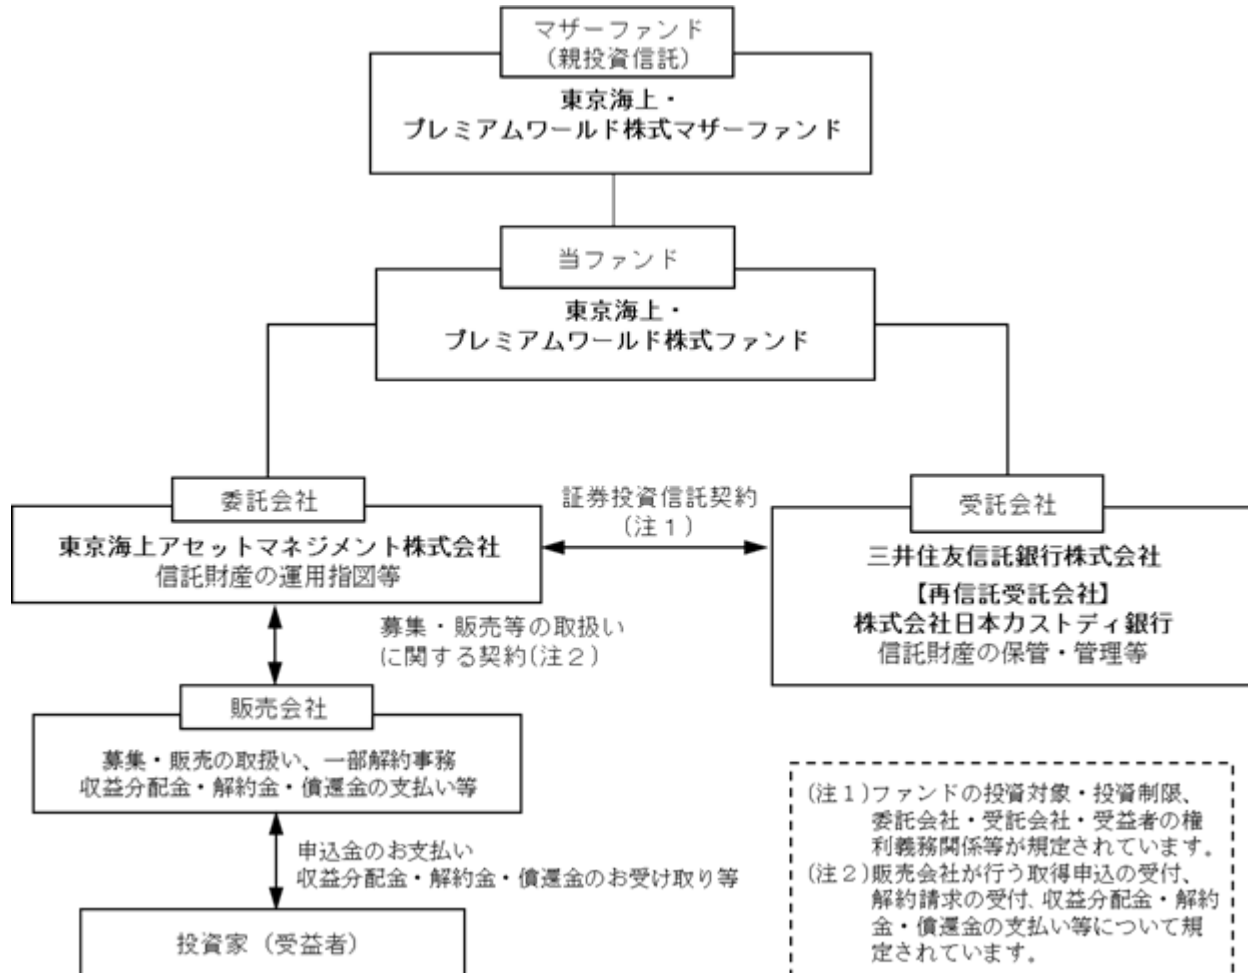 マザーファンド
(親投資信託)
東京海上・
プレミアムワールド株式マザーファンド
当ファンド
東京海上・
プレミアムワールド株式ファンド
委託会社
東京海上アセットマネジメント株式会社
信託財産の運用指図等
証券投資信託契約
(注1)
受託会社
三井住友信託銀行株式会社
【再信託受託会社】
株式会社日本カストディ銀行
信託財産の保管・管理等
募集・販売等の取扱い
に関する契約(注2)
販売会社
募集・販売の取扱い、一部解約事務
収益分配金・解約金・償還金の支払い等
申込金のお支払い
収益分配金・解約金・償還金のお受け取り等
投資家(受益者)
(注1)ファンドの投資対象・投資制限、
委託会社・受託会社・受益者の権
利義務関係等が規定されています。
(注2)販売会社が行う取得申込の受付、
解約請求の受付、収益分配金・解約
金・償還金の支払い等について規
定されています。